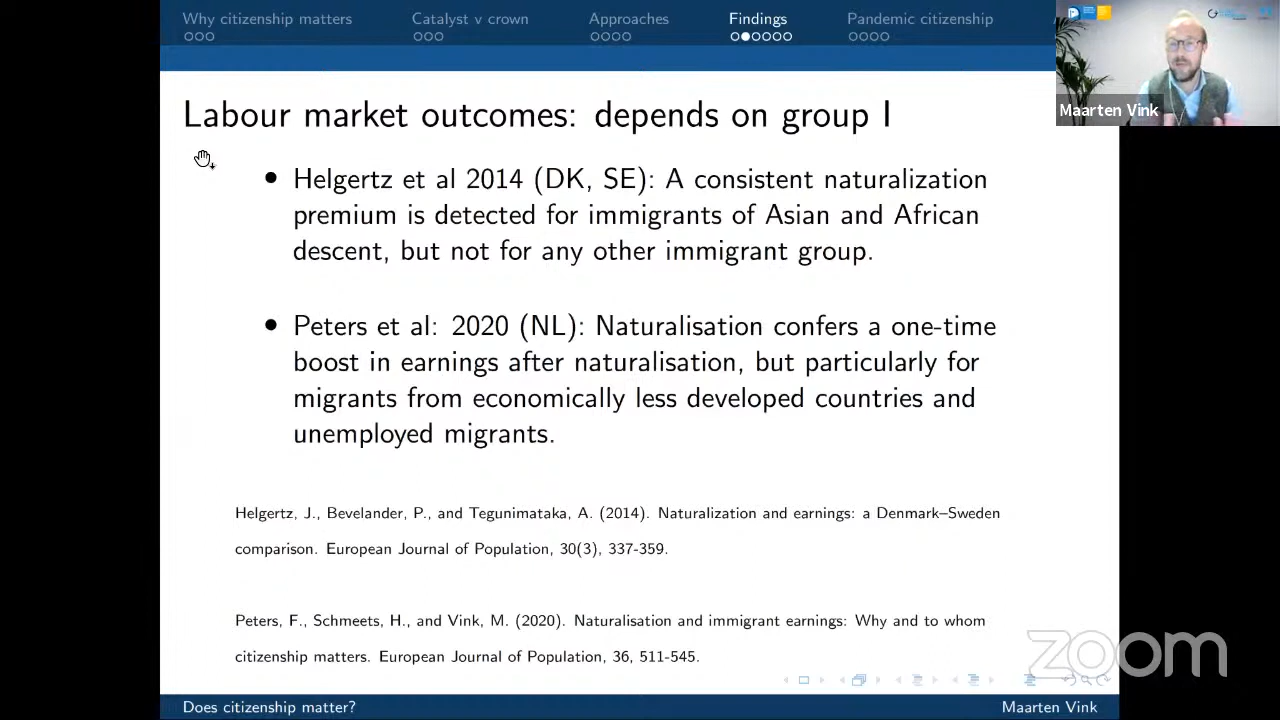 Why citizenship matters
Catalyst v crown
Approaches
Findings
Pandemic citizenship
Maarten Vink
Labour market outcomes: depends on group I
• Helgertz et al 2014 (DK, SE): A consistent naturalization
premium is detected for immigrants of Asian and African
descent, but not for any other immigrant group.
• Peters et al: 2020 (NL): Naturalisation confers a one-time
boost in earnings after naturalisation, but particularly for
migrants from economically less developed countries and
unemployed migrants.
Helgertz, J., Bevelander, P., and Tegunimataka, A. (2014). Naturalization and earnings: a Denmark–Sweden
comparison. European Journal of Population, 30(3), 337-359.
Peters, F., Schmeets, H., and Vink, M. (2020). Naturalisation and immigrant earnings: Why and to whom
citizenship matters. European Journal of Population, 36, 511-545.
zoom
Does citizenship matter?
Maarten Vink